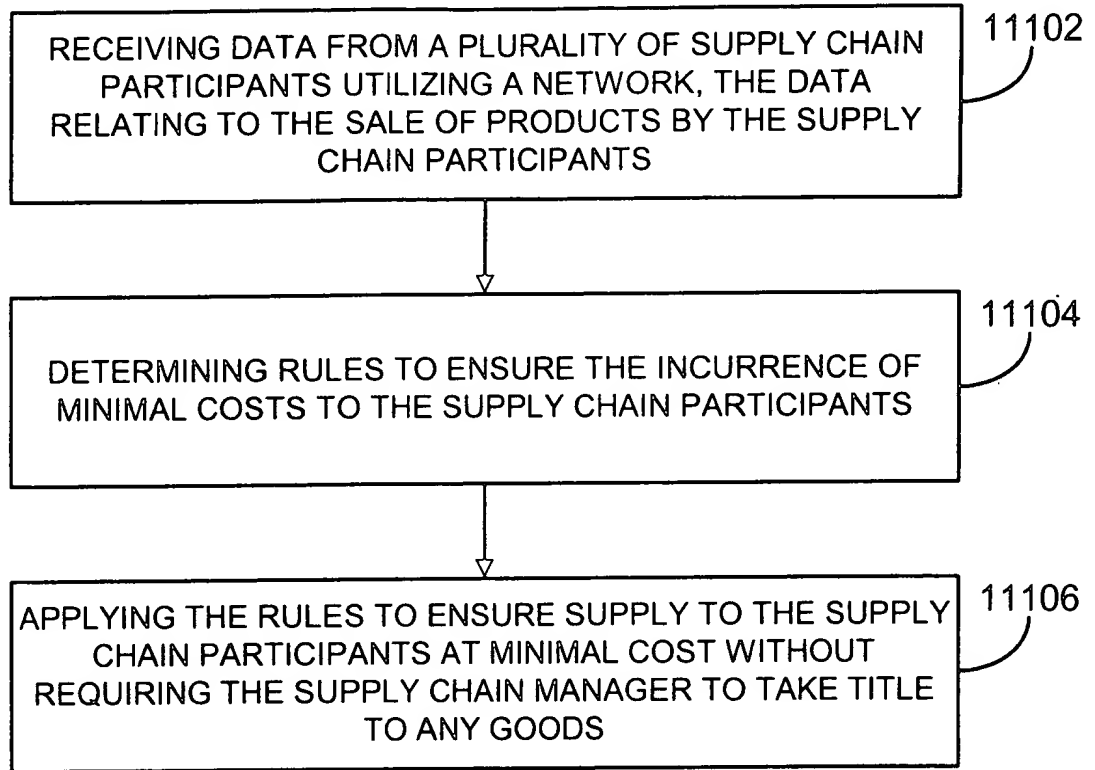 RECEIVING DATA FROM A PLURALITY OF SUPPLY CHAIN
PARTICIPANTS UTILIZING A NETWORK, THE DATA
RELATING TO THE SALE OF PRODUCTS BY THE SUPPLY
CHAIN PARTICIPANTS
11102
DETERMINING RULES TO ENSURE THE INCURRENCE OF
MINIMAL COSTS TO THE SUPPLY CHAIN PARTICIPANTS
11104
APPLYING THE RULES TO ENSURE SUPPLY TO THE SUPPLY
CHAIN PARTICIPANTS AT MINIMAL COST WITHOUT
REQUIRING THE SUPPLY CHAIN MANAGER TO TAKE TITLE
TO ANY GOODS
11106